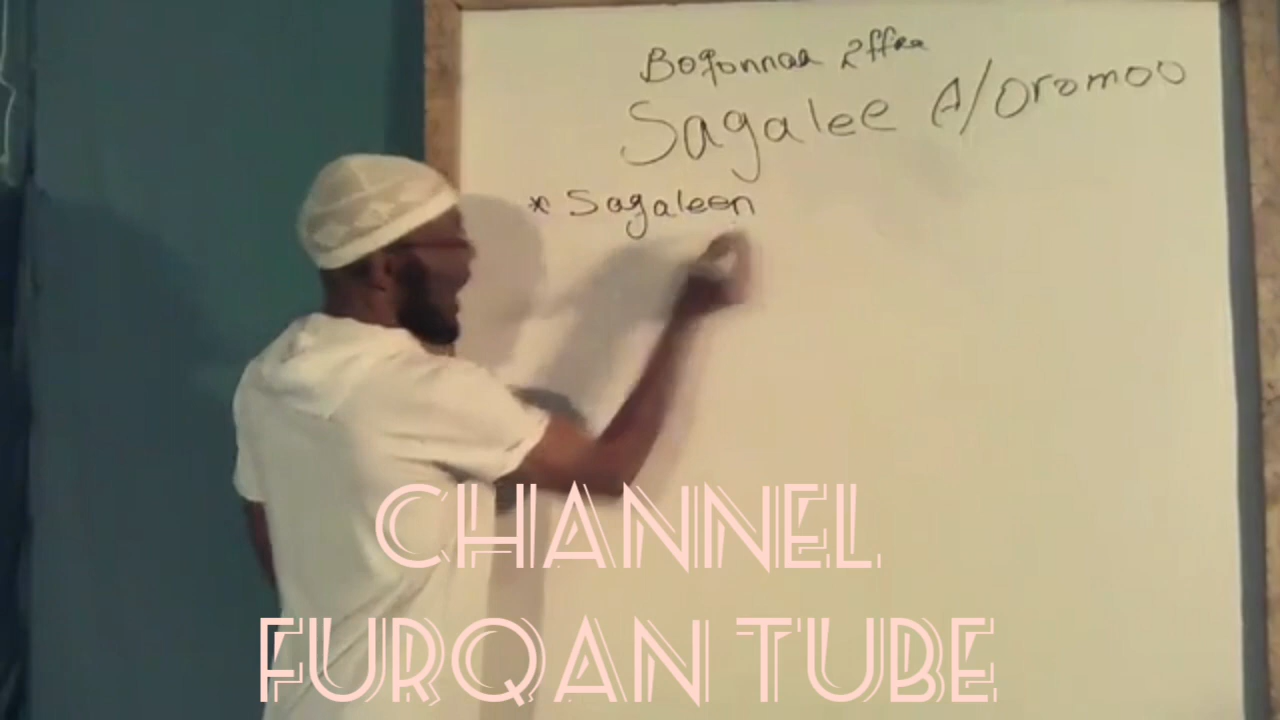 Boqonnaa 2ffaa
Sagalee A/Oromoo
* Sagaleen
CHANNEL
FURQAN TUBE